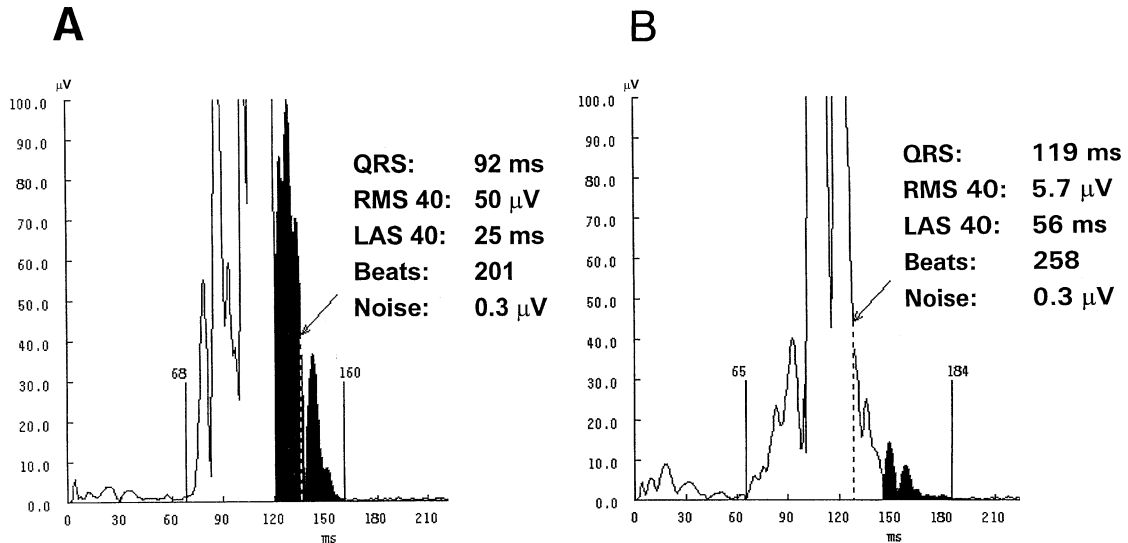 A
μV
100.0
90.0
80.0
70.0
60.0
50.0
40.0
30.0
20.0
10.0
0.0
68
160
QRS: 92 ms
RMS 40: 50 μV
LAS 40: 25 ms
Beats: 201
Noise: 0.3 μV
0 30 60 90 120 150 180 210
ms
B
μV
100.0
90.0
80.0
70.0
60.0
50.0
40.0
30.0
20.0
10.0
0.0
65
184
QRS: 119 ms
RMS 40: 5.7 μV
LAS 40: 56 ms
Beats: 258
Noise: 0.3 μV
0 30 60 90 120 150 180 210
ms